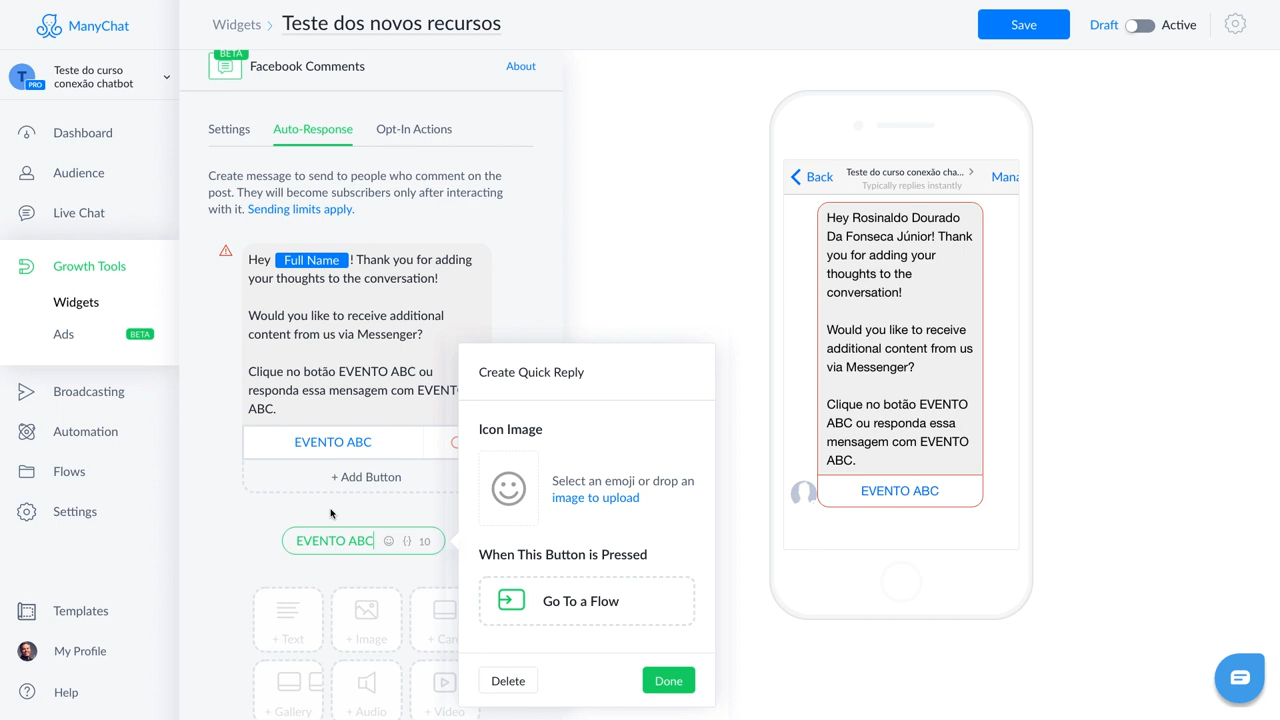 ManyChat
Widgets
Teste dos novos recursos
Save
Draft
Active
T
PRO
Teste do curso
conexão chatbot
Dashboard
Audience
Live Chat
Growth Tools
Widgets
Ads
BETA
Broadcasting
Automation
Flows
Settings
Templates
My Profile
Help
BETA
Facebook Comments
About
Settings
Auto-Response
Opt-In Actions
Create message to send to people who comment on the
post. They will become subscribers only after interacting
with it. Sending limits apply.
Hey Full Name ! Thank you for adding
your thoughts to the conversation!
Would you like to receive additional
content from us via Messenger?
Clique no botão EVENTO ABC ou
responda essa mensagem com EVENT
ABC.
EVENTO ABC
+ Add Button
EVENTO ABC
10
+ Text
+ Image
+ Car
+ Gallery
+ Audio
+ Video
Create Quick Reply
Icon Image
Select an emoji or drop an
image to upload
When This Button is Pressed
Go To a Flow
Delete
Done
Back
Teste do curso conexão cha...
Typically replies instantly
Mana
Hey Rosinaldo Dourado
Da Fonseca Júnior! Thank
you for adding your
thoughts to the
conversation!
Would you like to receive
additional content from us
via Messenger?
Clique no botão EVENTO
ABC ou responda essa
mensagem com EVENTO
ABC.
EVENTO ABC